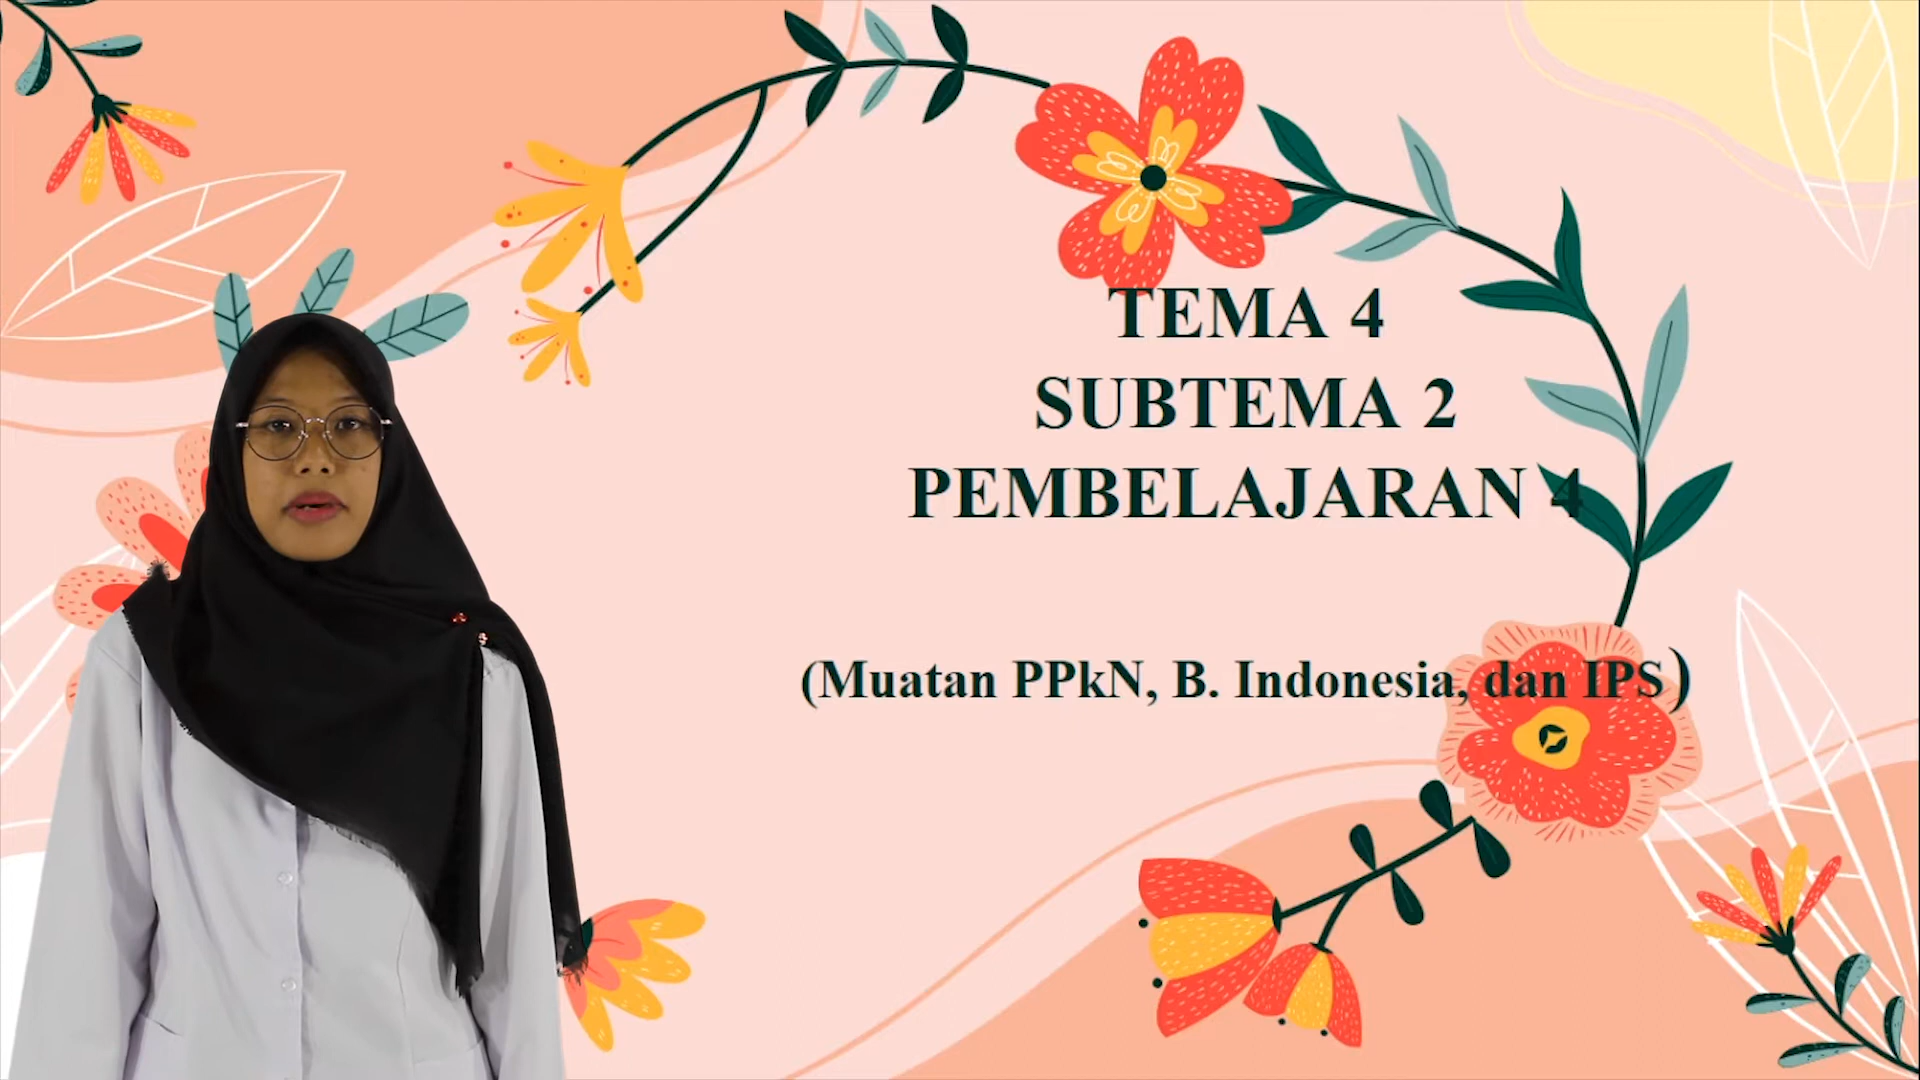 TEMA 4
SUBTEMA 2
PEMBELAJARAN 4
(Muatan PPkN, B. Indonesia, dan IPS)